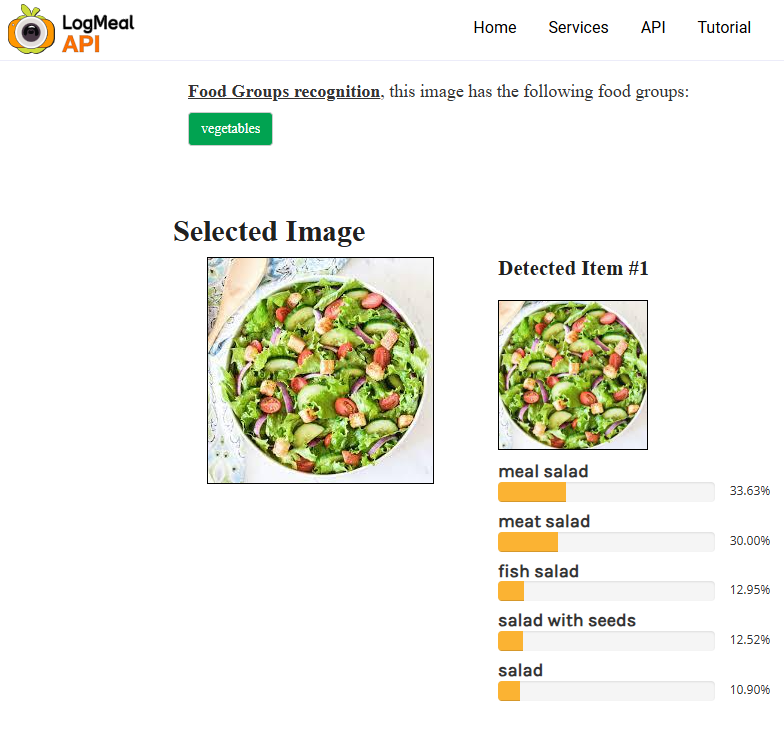 LogMeal
API
Home Services API Tutorial
Food Groups recognition, this image has the following food groups:
vegetables
Selected Image
Detected Item #1
meal salad
33.63%
meat salad
30.00%
fish salad
12.95%
salad with seeds
12.52%
salad
10.90%